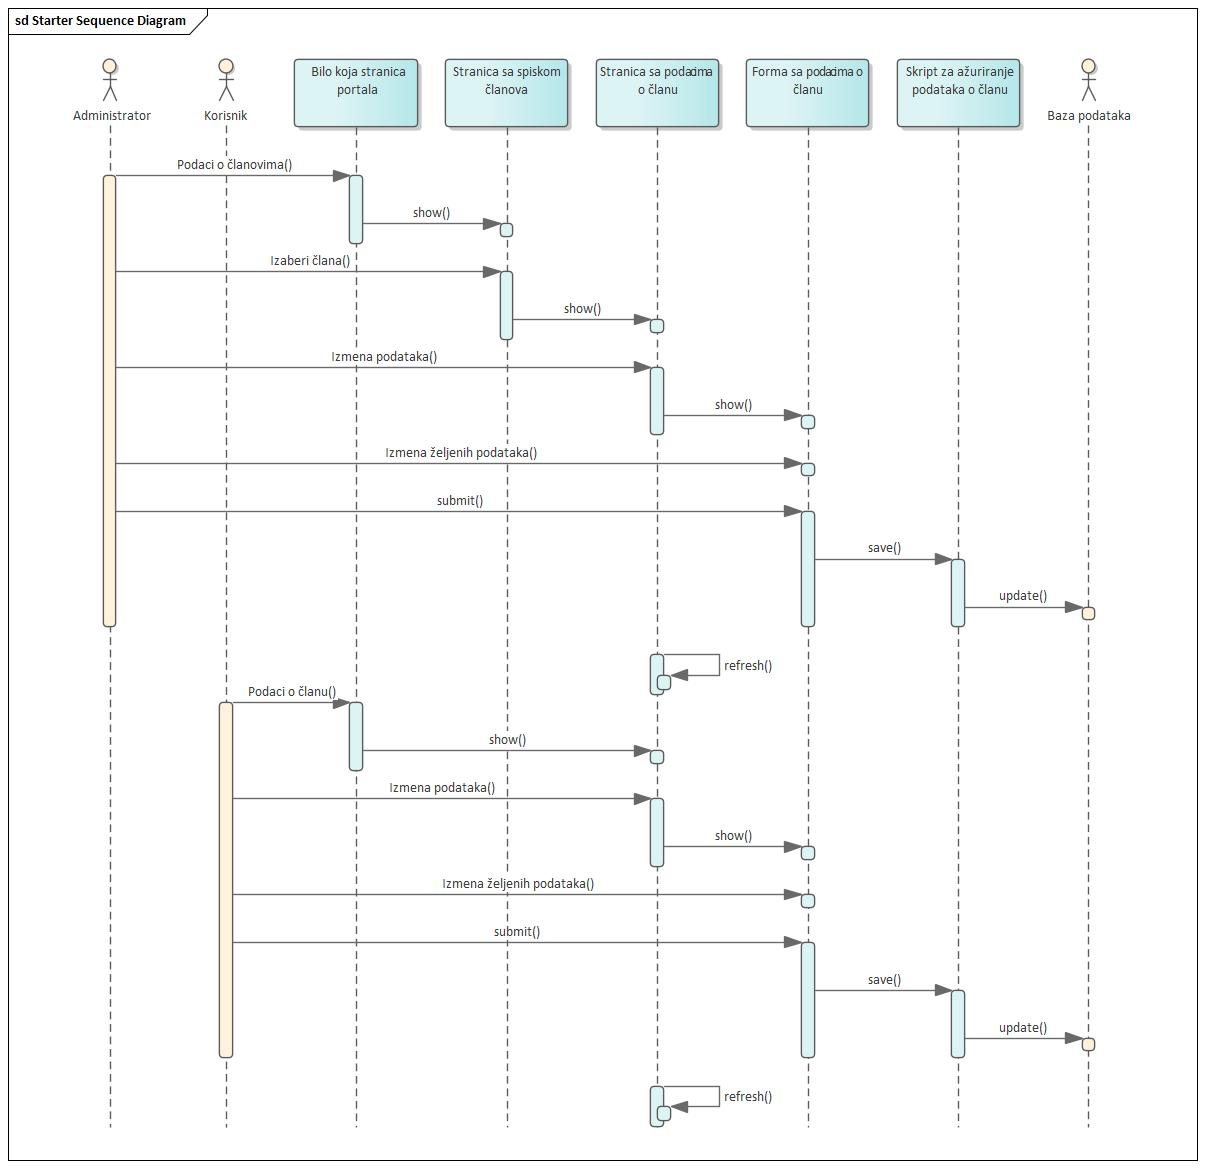 sd Starter Sequence Diagram
Administrator
Korisnik
Bilo koja stranica
portala
Stranica sa spiskom
članova
Stranica sa podacima
o članu
Forma sa podacima o
članu
Skript za ažuriranje
podataka o članu
Baza podataka
Podaci o članovima()
show()
Izaberi člana()
show()
Izmena podataka()
show()
Izmena željenih podataka()
submit()
save()
update()
refresh()
Podaci o članu()
show()
Izmena podataka()
show()
Izmena željenih podataka()
submit()
save()
update()
refresh()